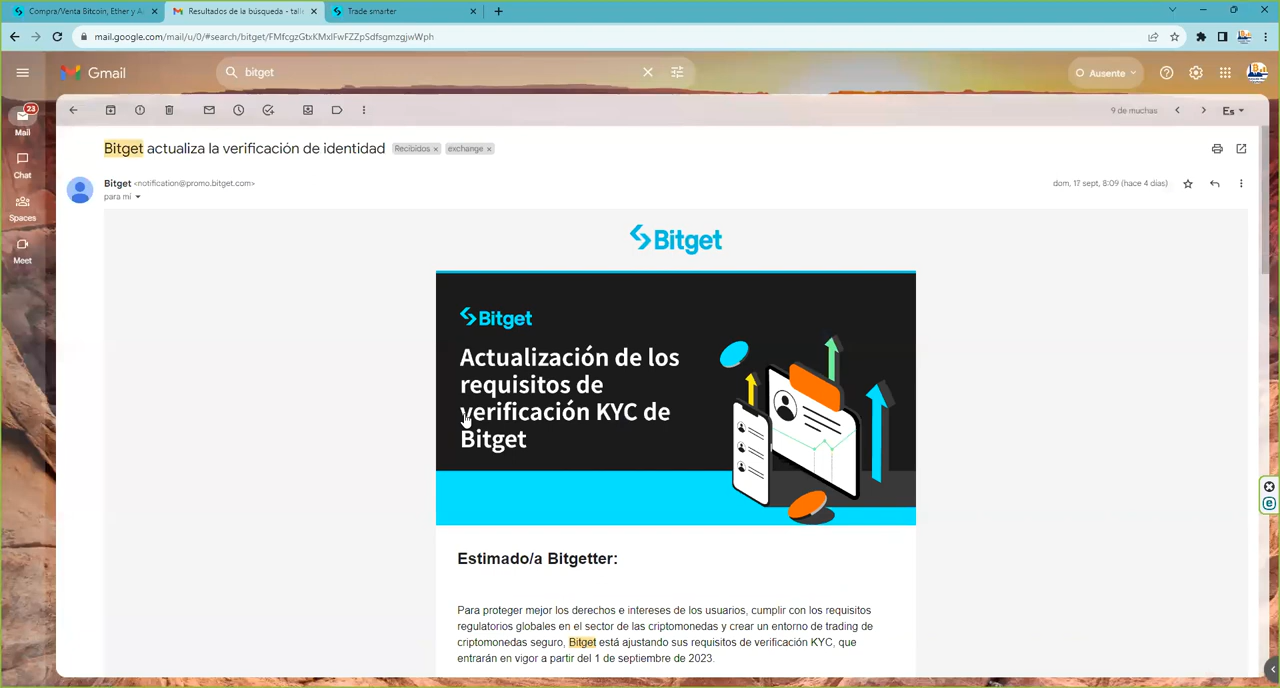 Compra/Venta Bitcoin, Ether y A
Resultados de la búsqueda - talle
Trade smarter
mail.google.com/mail/u/0/#search/bitget/FMfcgzGtxKMxlFwFZZpSdfsgmzgjwWph
Gmail
bitget
Ausente
23
Mail
Chat
Spaces
Meet
9 de muchas
Es
Bitget actualiza la verificación de identidad
Recibidos x
exchange x
Bitget <notification@promo.bitget.com>
para mí
dom, 17 sept, 8:09 (hace 4 días)
Bitget
Bitget
Actualización de los
requisitos de
verificación KYC de
Bitget
Estimado/a Bitgetter:
Para proteger mejor los derechos e intereses de los usuarios, cumplir con los requisitos
regulatorios globales en el sector de las criptomonedas y crear un entorno de trading de
criptomonedas seguro, Bitget está ajustando sus requisitos de verificación KYC, que
entrarán en vigor a partir del 1 de septiembre de 2023.